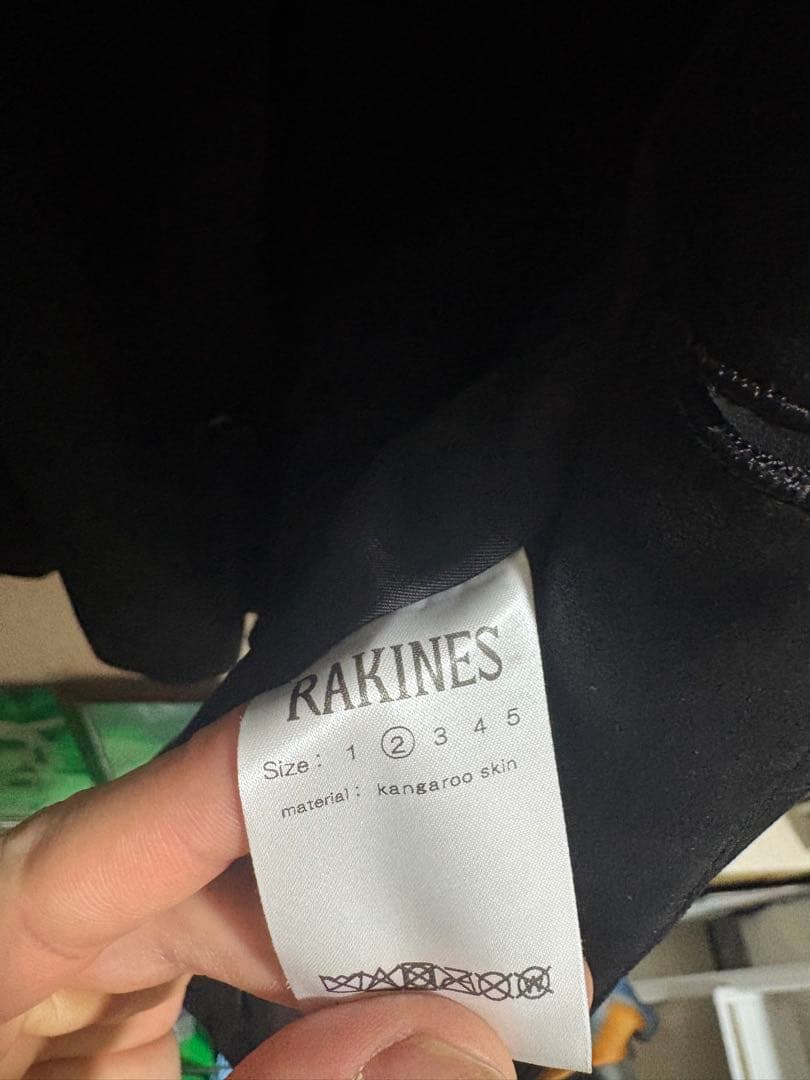 RAKINES
Size : 1 ② 3 4 5
material : kangaroo skin